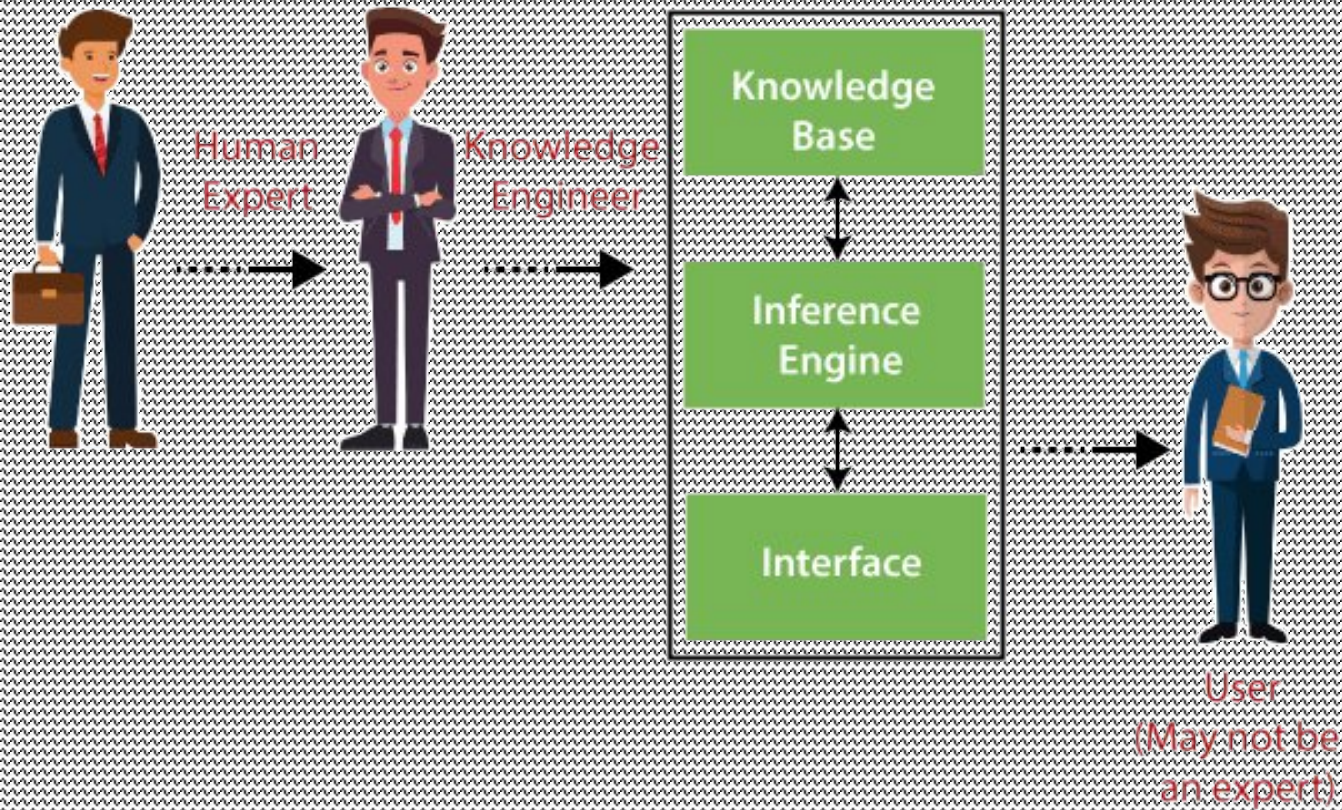 Human
Expert
Knowledge
Engineer
Knowledge
Base
Inference
Engine
Interface
User
(May not be
an expert)